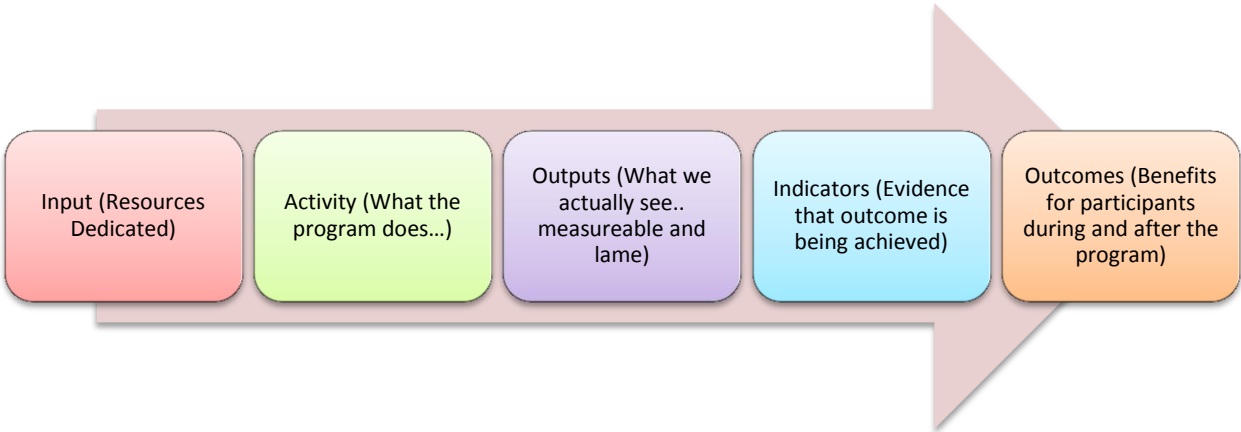 Input (Resources
Dedicated)
Activity (What the
program does…)
Outputs (What we
actually see..
measureable and
lame)
Indicators (Evidence
that outcome is
being achieved)
Outcomes (Benefits
for participants
during and after the
program)